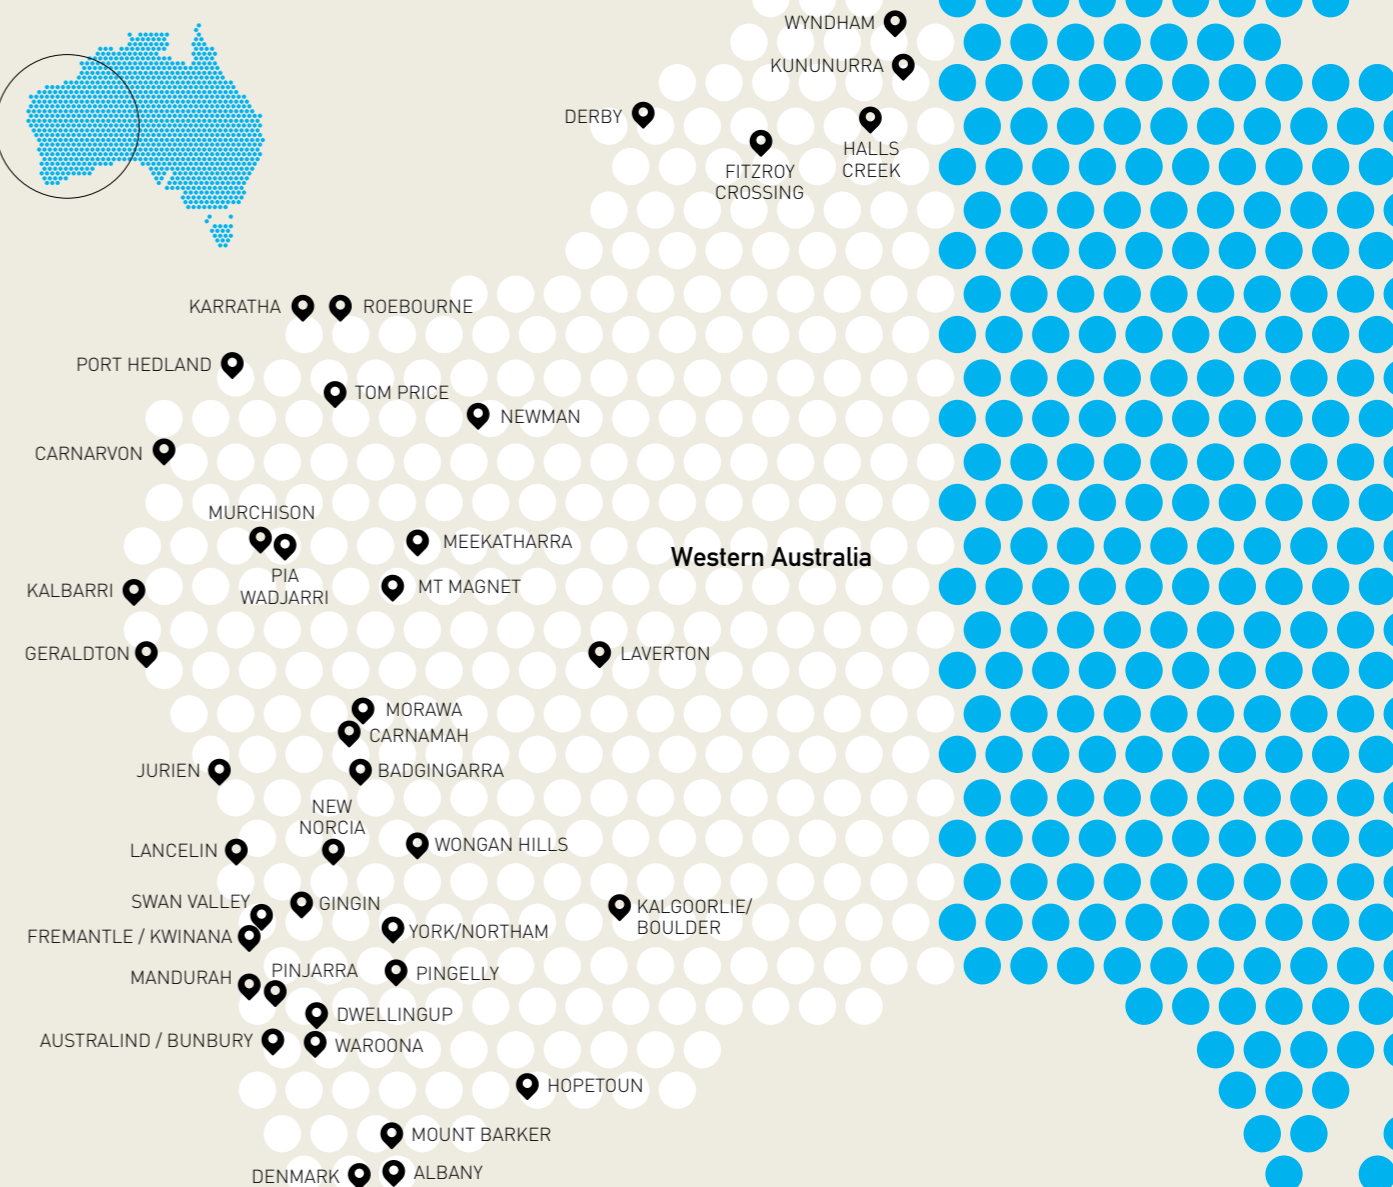 WYNDHAM
KUNUNURRA
DERBY
HALLS
CREEK
FITZROY
CROSSING
KARRATHA
ROEBOURNE
PORT HEDLAND
TOM PRICE
NEWMAN
CARNARVON
MURCHISON
MEEKATHARRA
Western Australia
PIA
WADJARRI
MT MAGNET
KALBARRI
GERALDTON
LAVERTON
MORAWA
CARNAMAH
JURIEN
BADGINGARRA
NEW
NORCIA
LANCELIN
WONGAN HILLS
SWAN VALLEY
GINGIN
KALGOORLIE/
BOULDER
FREMANTLE / KWINANA
YORK/NORTHAM
MANDURAH
PINJARRA
PINGELLY
DWELLINGUP
AUSTRALIND / BUNBURY
WAROONA
HOPETOUN
MOUNT BARKER
DENMARK
ALBANY